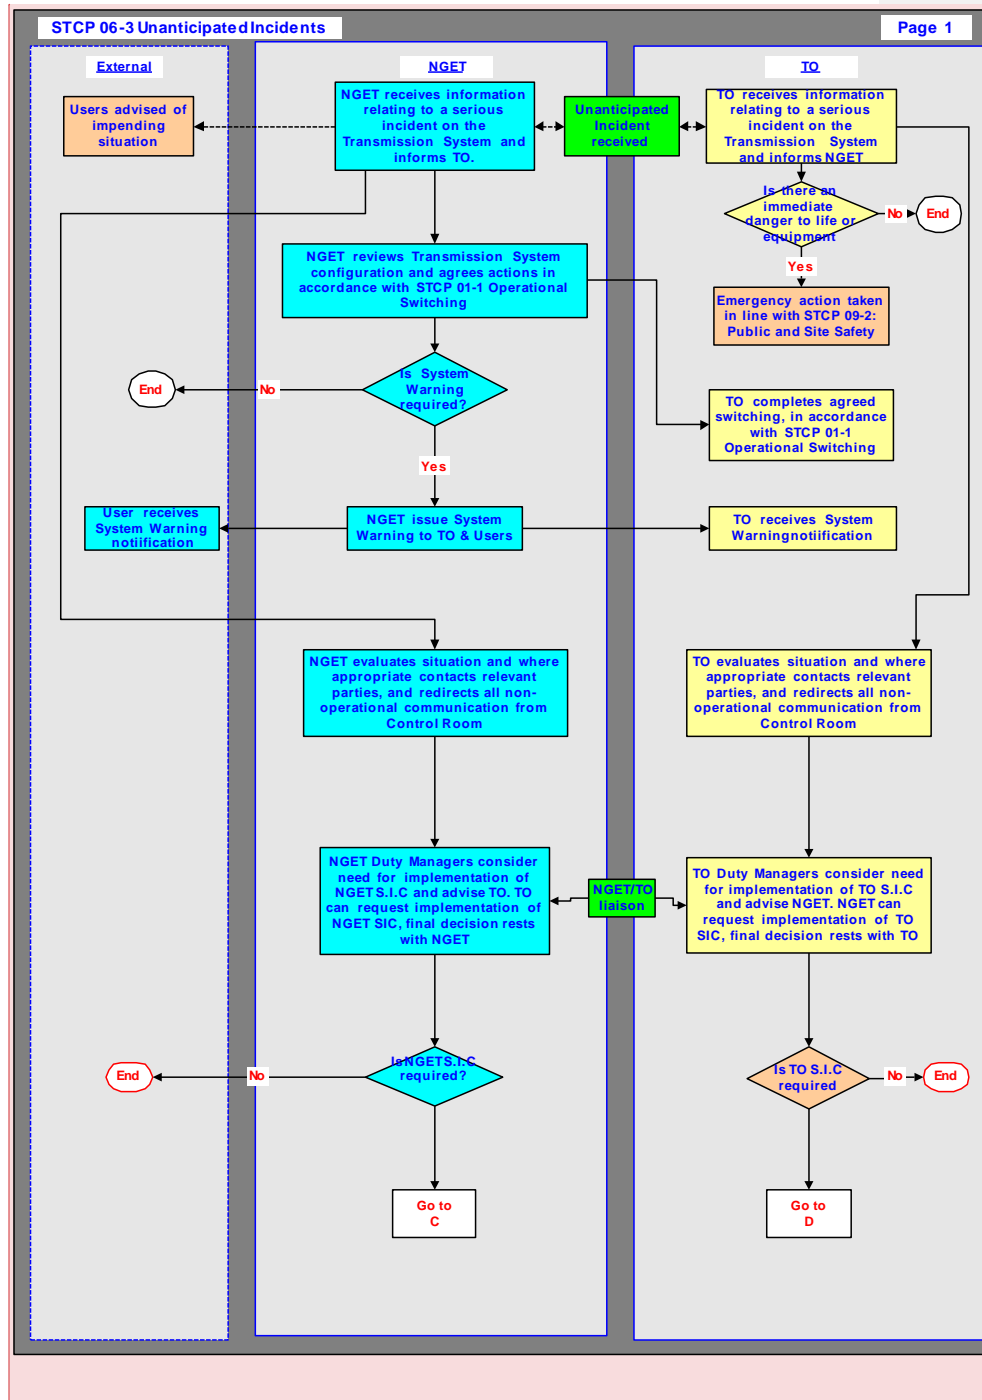 STCP 06-3 Unanticipated Incidents
Page 1
External
NGET
TO
Users advised of
impending
situation
NGET receives information
relating to a serious
incident on the
Transmission System and
informs TO.
Unanticipated
Incident
received
TO receives information
relating to a serious
incident on the
Transmission System
and informs NGET
Is there an
immediate
danger to life or
equipment
No
End
Yes
Emergency action taken
in line with STCP 09-2:
Public and Site Safety
NGET reviews Transmission System
configuration and agrees actions in
accordance with STCP 01-1 Operational
Switching
Is System
Warning
required?
No
End
Yes
TO completes agreed
switching, in accordance
with STCP 01-1
Operational Switching
User receives
System Warning
notiification
NGET issue System
Warning to TO & Users
TO receives System
Warning notiification
NGET evaluates situation and where
appropriate contacts relevant
parties, and redirects all non-
operational communication from
Control Room
TO evaluates situation and where
appropriate contacts relevant
parties, and redirects all non-
operational communication from
Control Room
NGET Duty Managers consider
need for implementation of
NGET S.I.C and advise TO. TO
can request implementation of
NGET SIC, final decision rests
with NGET
NGET/TO
liaison
TO Duty Managers consider need
for implementation of TO S.I.C
and advise NGET. NGET can
request implementation of TO
SIC, final decision rests with TO
Is NGET S.I.C
required?
No
End
Is TO S.I.C
required
No
End
Go to
C
Go to
D